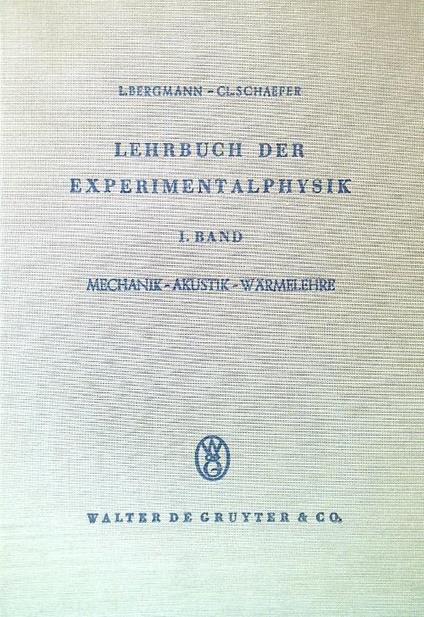 L.BERGMANN - CL.SCHAEFER
LEHRBUCH DER
EXPERIMENTALPHYSIK
I. BAND
MECHANIK - AKUSTIK - WÄRMELEHRE
W
&
G
WALTER DE GRUYTER & CO.